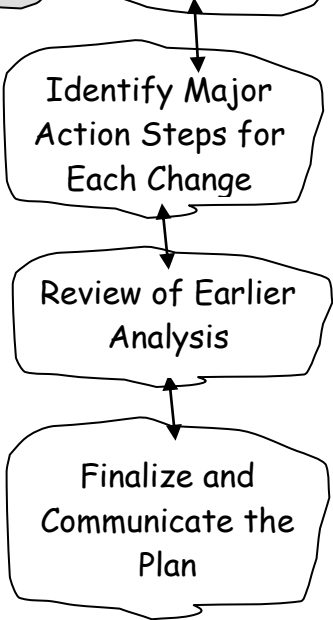 Identify Major
Action Steps for
Each Change
Review of Earlier
Analysis
Finalize and
Communicate the
Plan